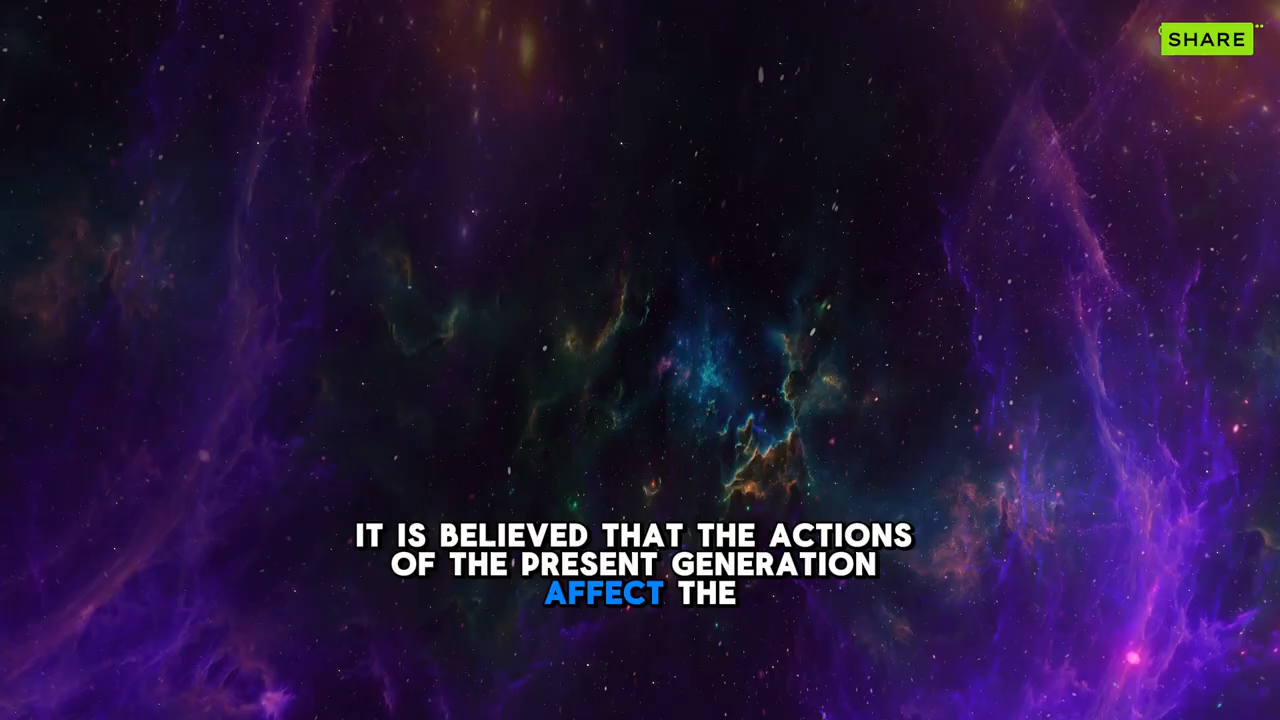 SHARE
IT IS BELIEVED THAT THE ACTIONS
OF THE PRESENT GENERATION
AFFECT THE